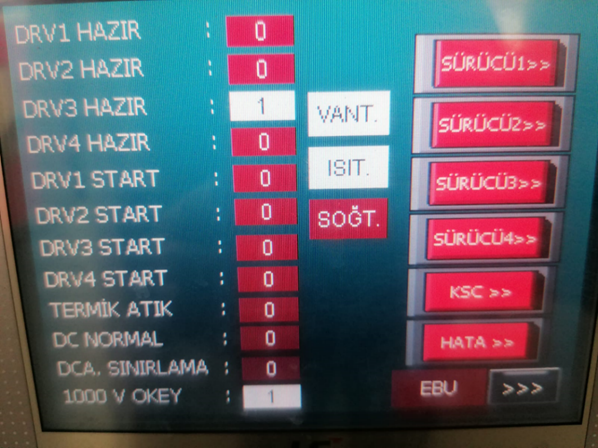 DRV1 HAZIR : 0
DRV2 HAZIR : 0
DRV3 HAZIR : 1
DRV4 HAZIR : 0
DRV1 START : 0
DRV2 START : 0
DRV3 START : 0
DRV4 START : 0
TERMİK ATIK : 0
DC NORMAL : 0
DCA. SINIRLAMA : 0
1000 V OKEY : 1
VANT.
ISIT.
SOĞT.
SÜRÜCÜ1>>
SÜRÜCÜ2>>
SÜRÜCÜ3>>
SÜRÜCÜ4>>
KSC >>
HATA >>
EBU >>>